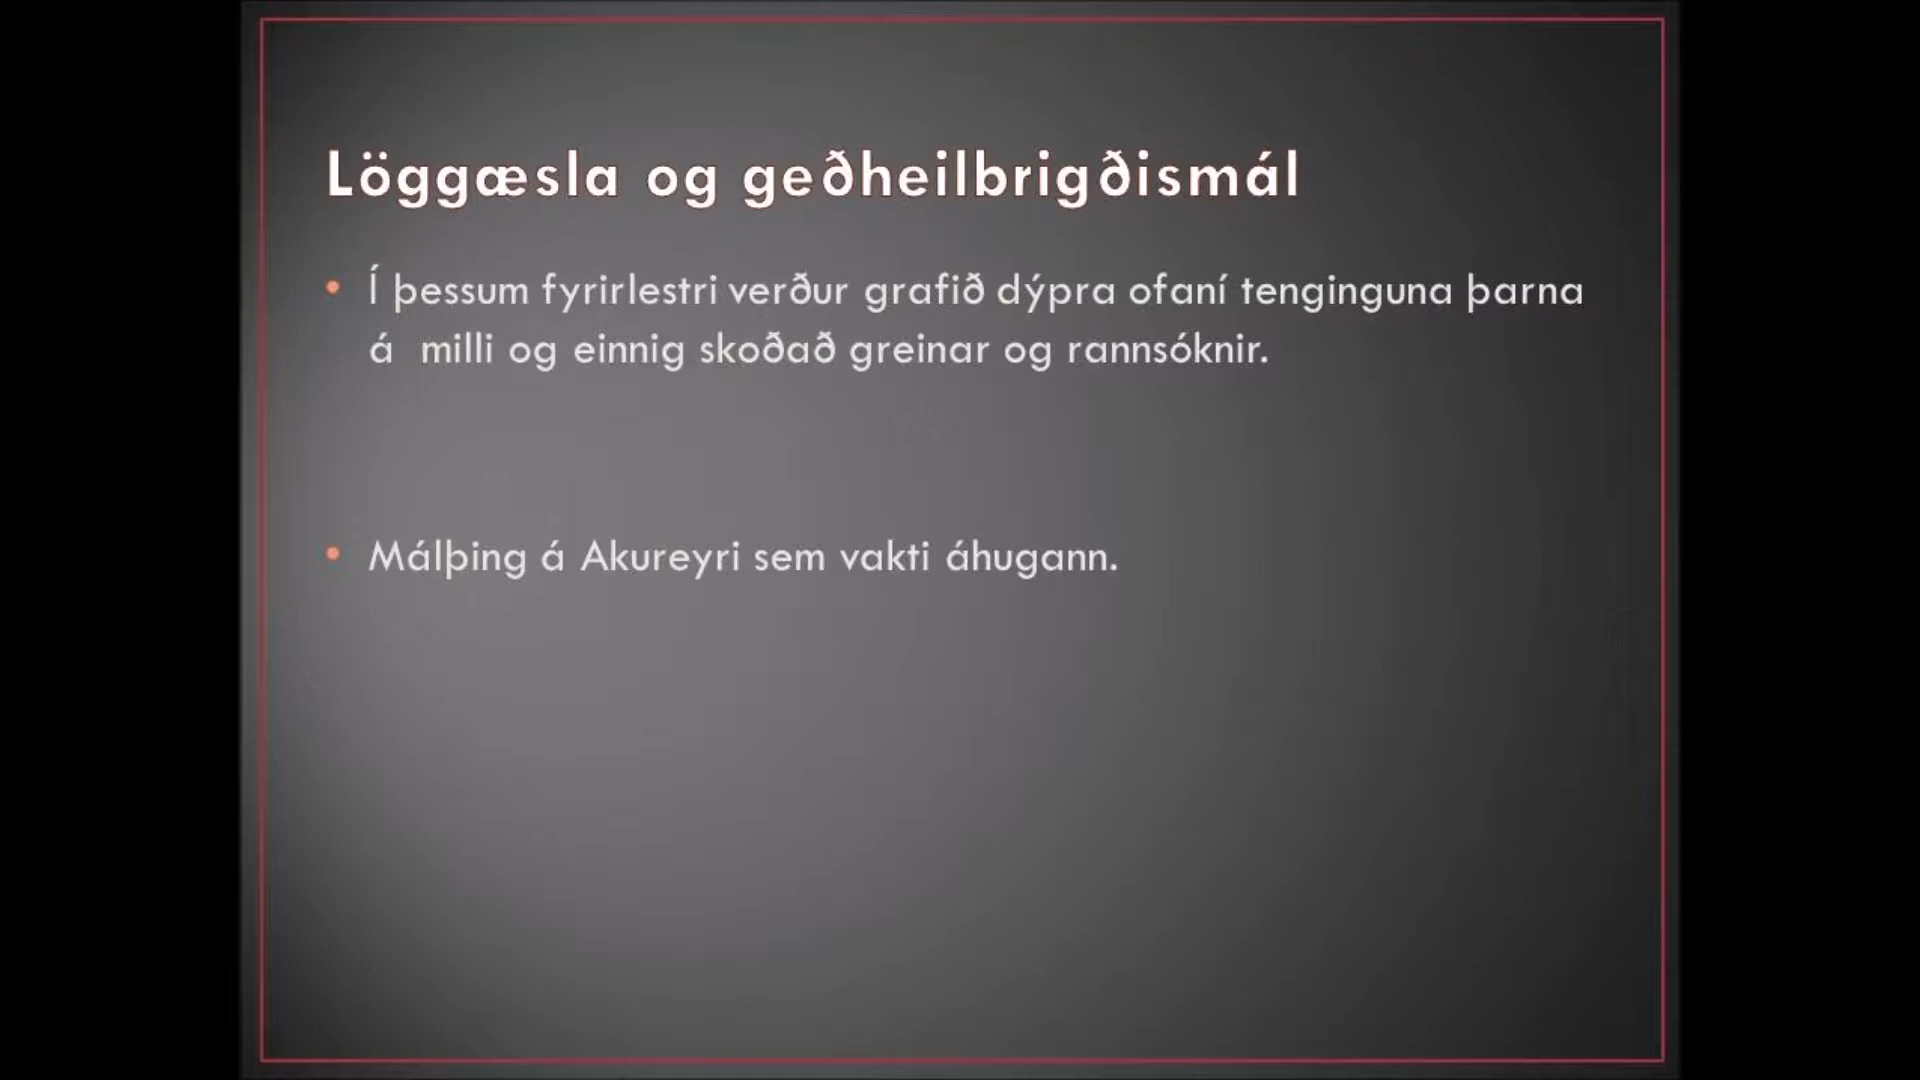 Löggæsla og geðheilbrigðismál
• Í þessum fyrirlestri verður grafið dýpra ofaní tenginguna þarna
á milli og einnig skoðað greinar og rannsóknir.
• Málþing á Akureyri sem vakti áhugann.